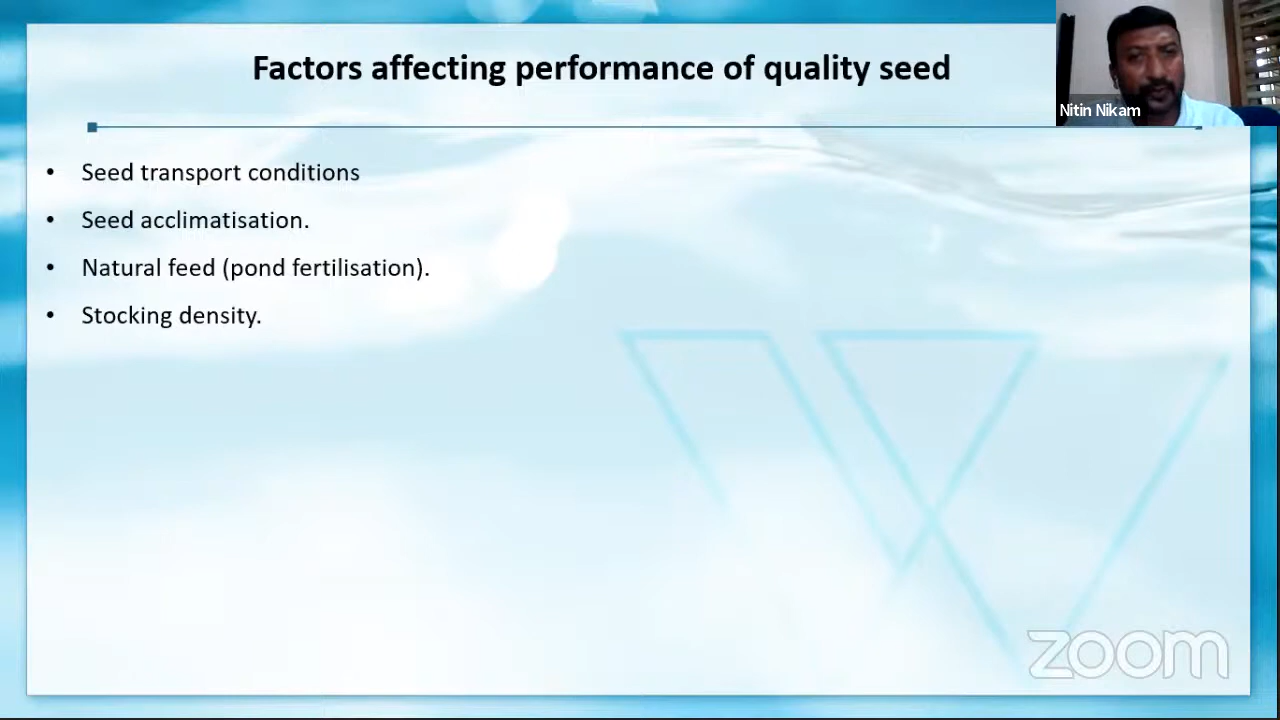 Factors affecting performance of quality seed
Nitin Nikam
• Seed transport conditions
• Seed acclimatisation.
• Natural feed (pond fertilisation).
• Stocking density.
zoom